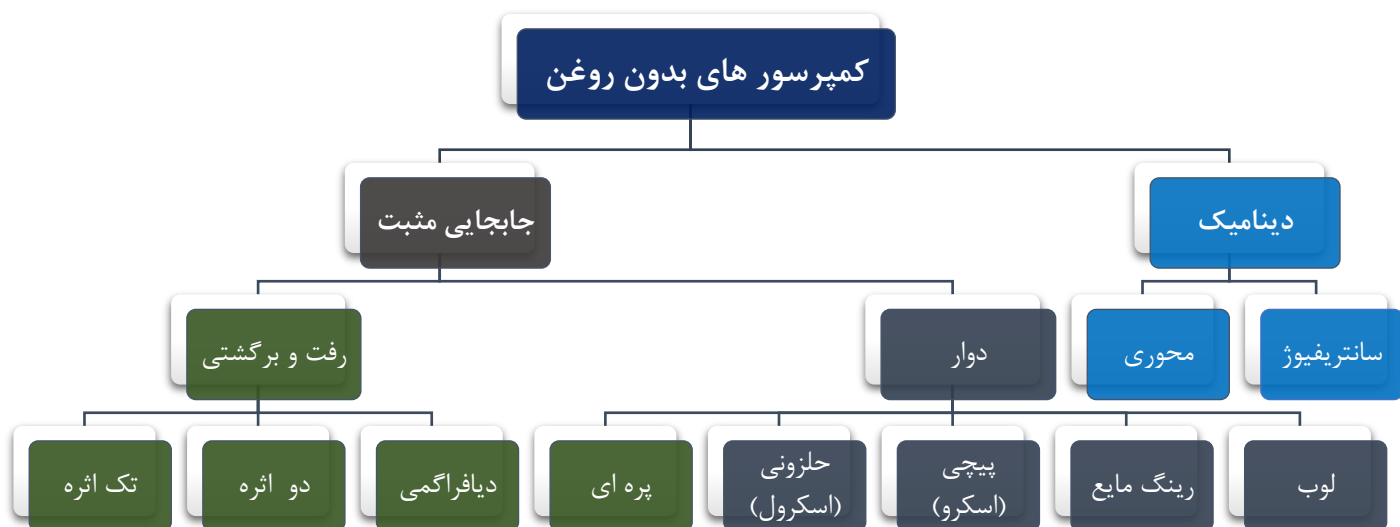 کمپرسور های بدون روغن
دینامیک
جابجایی مثبت
سانتریفیوژ
محوری
دوار
رفت و برگشتی
لوب
رینگ مایع
پیچی
(اسکرو)
حلزونی
(اسکرول)
پره ای
دیافراگمی
دو اثره
تک اثره